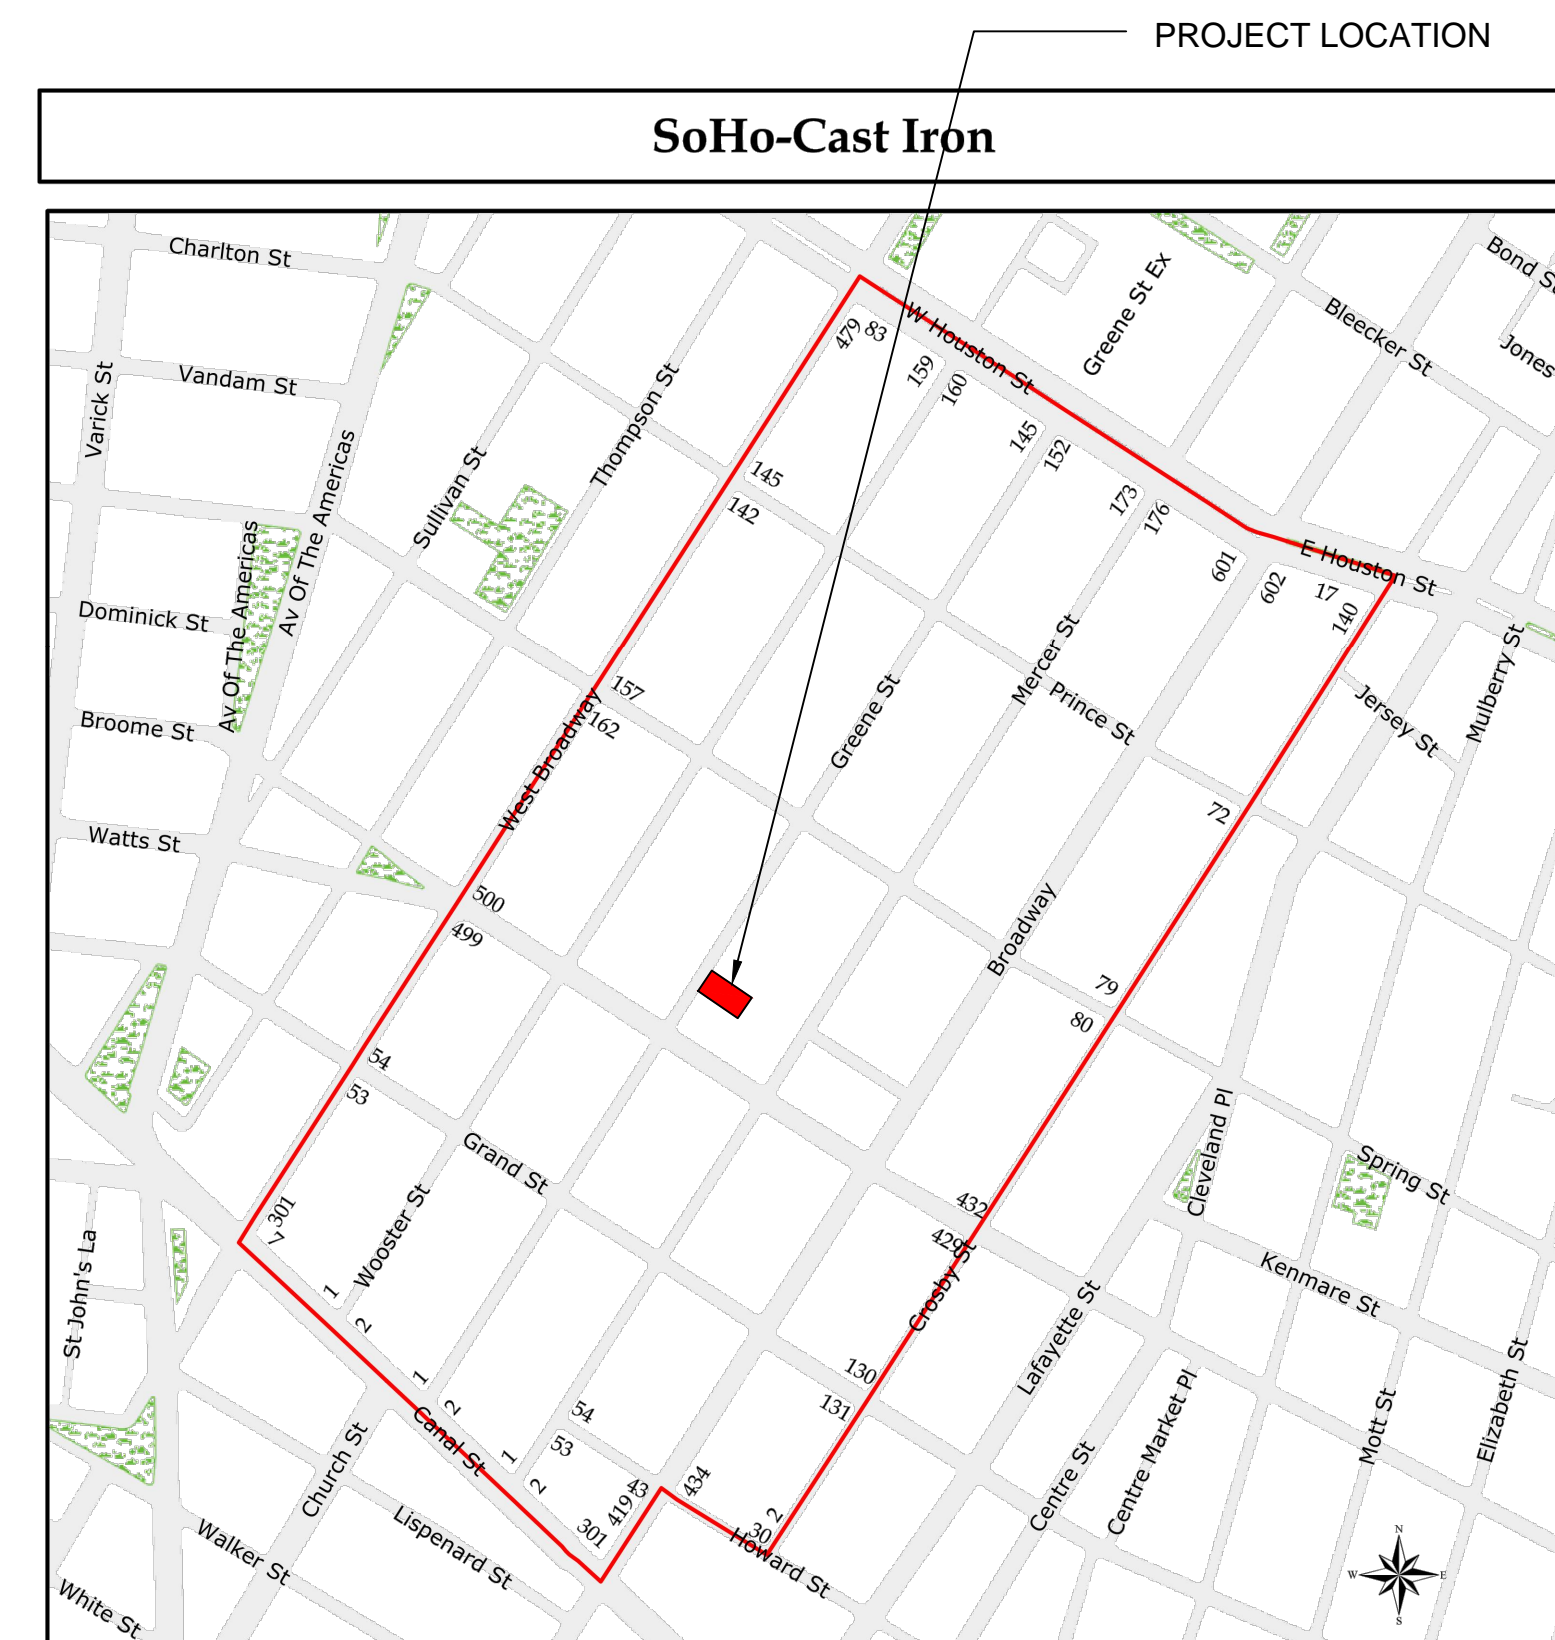 PROJECT LOCATION
SoHo-Cast Iron
Charlton St
Vandam St
Varick St
Av Of The Americas
Av Of The Americas
Sullivan St
Thompson St
Dominick St
Broome St
Watts St
West Broadway
W Houston St
Greene St Ex
Bleecker St
Bond St
Jones
E Houston St
Mulberry St
Jersey St
Mercer St
Prince St
Greene St
Broadway
479
83
159
160
145
152
173
176
601
602
17
140
145
142
157
162
72
500
499
79
80
54
53
432
429
301
7
1
2
1
2
1
2
54
53
43
419
301
434
30
2
130
131
Grand St
Wooster St
Crosby St
Cleveland Pl
Spring St
Kenmare St
Lafayette St
Centre St
Centre Market Pl
Mott St
Elizabeth St
St John's La
Church St
Canal St
Lispenard St
Howard St
Walker St
White St
N
W
E
S